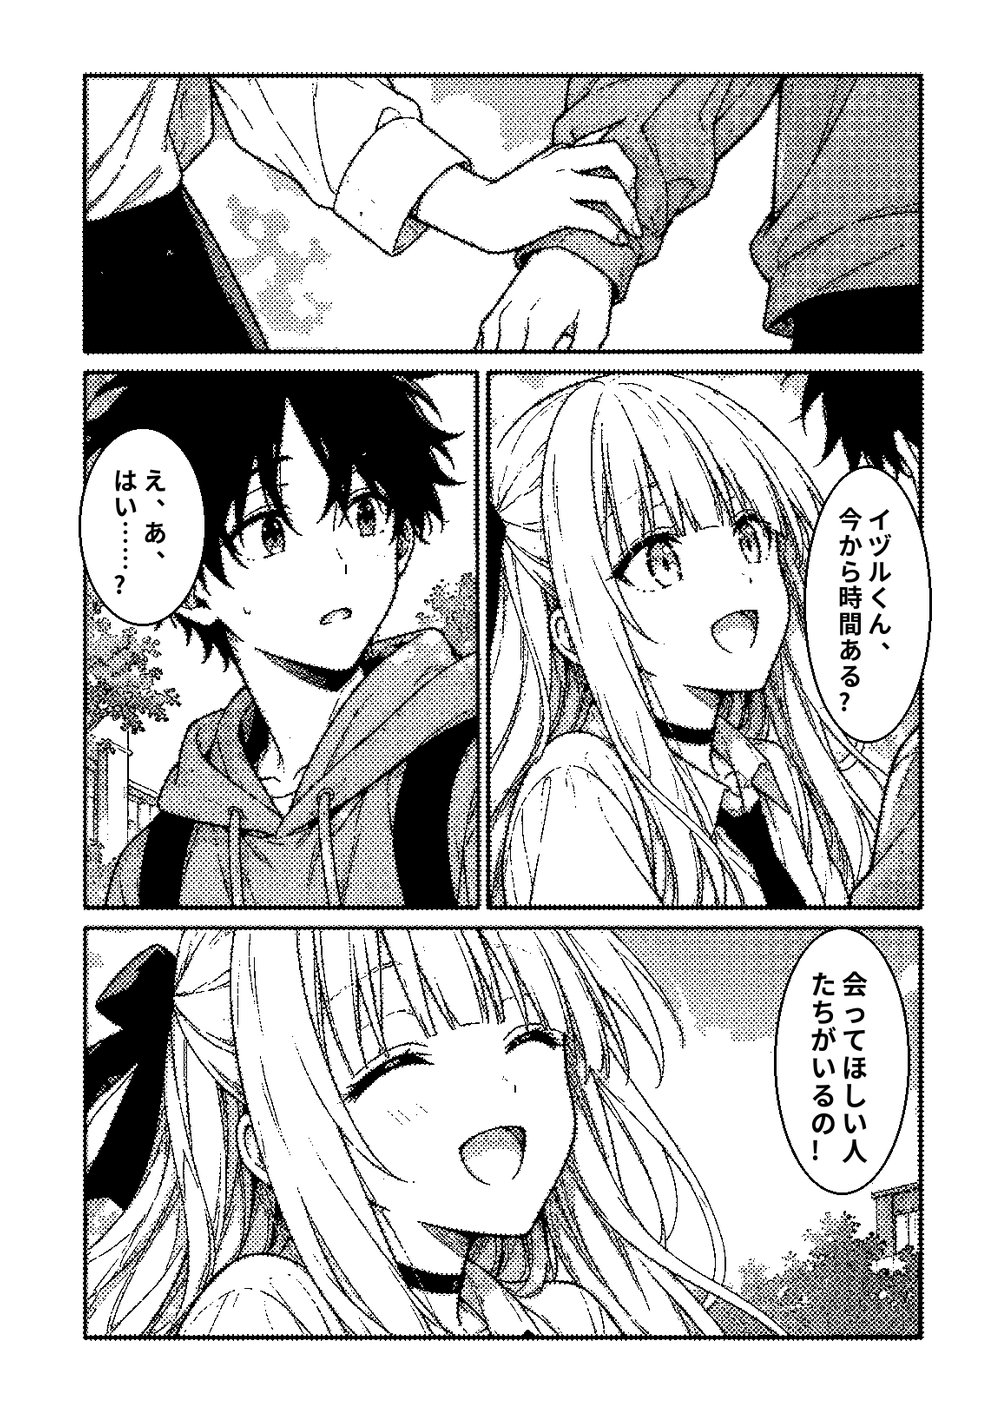 イヅルくん、
今から時間ある?
え、あ、
はい……?
会ってほしい人
たちがいるの!